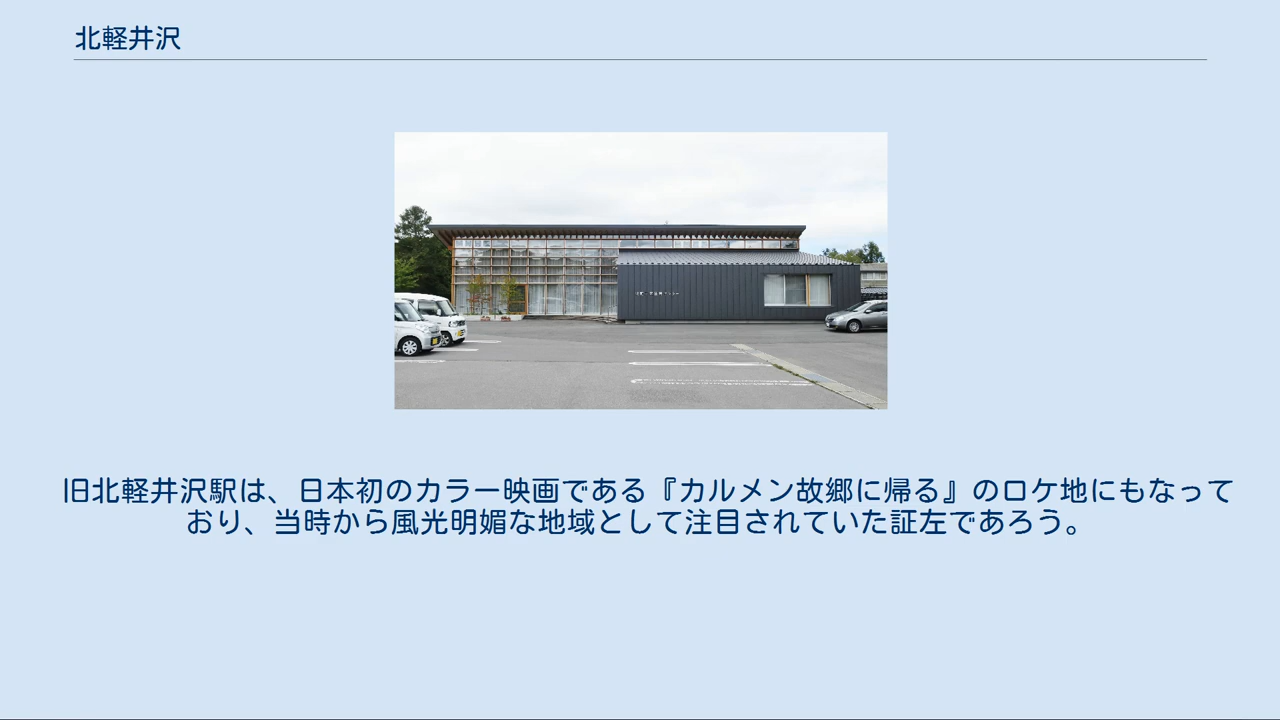 北軽井沢
旧北軽井沢駅は、日本初のカラー映画である『カルメン故郷に帰る』のロケ地にもなって
おり、当時から風光明媚な地域として注目されていた証左であろう。